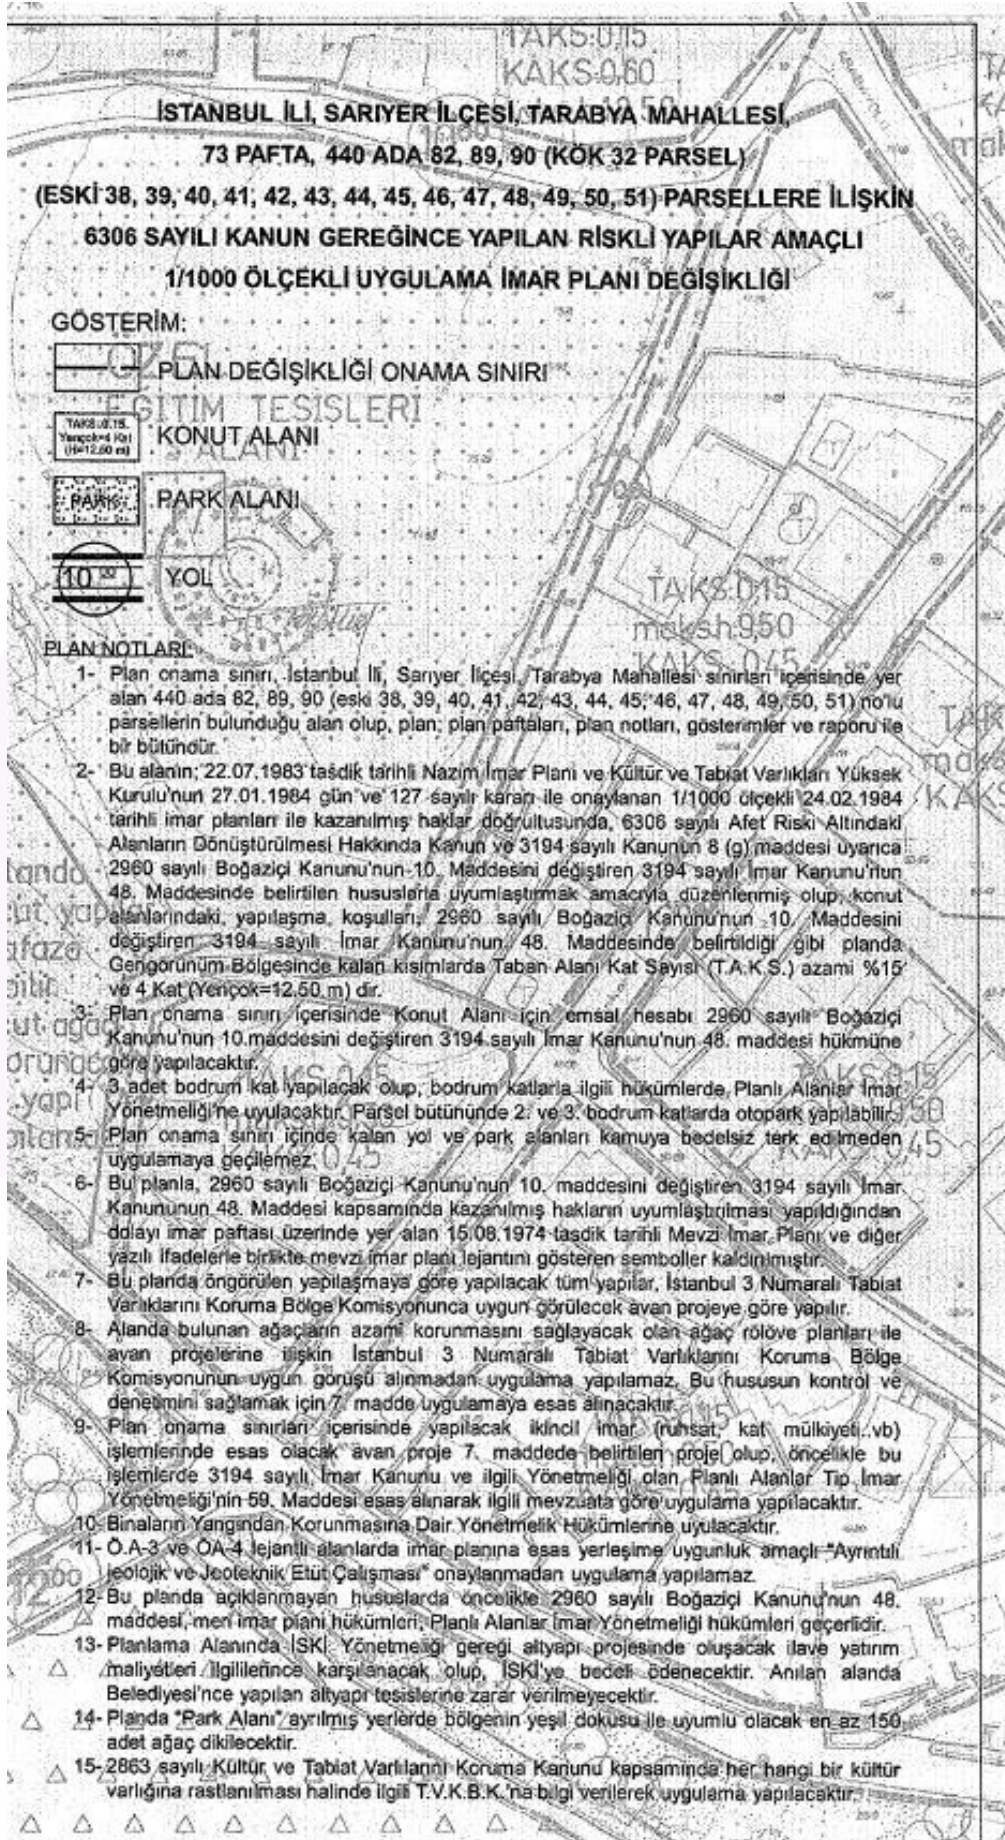 TAKS:0,15
KAKS:0,60
İSTANBUL İLİ, SARIYER İLÇESİ, TARABYA MAHALLESİ,
73 PAFTA, 440 ADA 82, 89, 90 (KÖK 32 PARSEL)
(ESKİ 38, 39, 40, 41, 42, 43, 44, 45, 46, 47, 48, 49, 50, 51) PARSELLERE İLİŞKİN
6306 SAYILI KANUN GEREĞİNCE YAPILAN RİSKLİ YAPILAR AMAÇLI
1/1000 ÖLÇEKLİ UYGULAMA İMAR PLANI DEĞİŞİKLİĞİ
GÖSTERİM:
PLAN DEĞİŞİKLİĞİ ONAMA SINIRI
EĞİTİM TESİSLERİ
ALANI
TAKS:0.15
Yençok=4 Kat
(H=12,50 m)
KONUT ALANI
PARK
PARK ALANI
10.00
YOL
TAKS:0,15
maksh:9,50
KAKS:0,45
PLAN NOTLARI:
1- Plan onama sınırı, İstanbul İli, Sarıyer İlçesi, Tarabya Mahallesi sınırları içerisinde yer
alan 440 ada 82, 89, 90 (eski 38, 39, 40, 41, 42, 43, 44, 45, 46, 47, 48, 49, 50, 51) no'lu
parsellerin bulunduğu alan olup, plan; plan paftaları, plan notları, gösterimler ve raporu ile
bir bütündür.
2- Bu alanın; 22.07.1983 tasdik tarihli Nazım İmar Planı ve Kültür ve Tabiat Varlıkları Yüksek
Kurulu'nun 27.01.1984 gün ve 127 sayılı kararı ile onaylanan 1/1000 ölçekli 24.02.1984
tarihli imar planları ile kazanılmış haklar doğrultusunda, 6306 sayılı Afet Riski Altındaki
Alanların Dönüştürülmesi Hakkında Kanun ve 3194 sayılı Kanunun 8 (g) maddesi uyarıca
2960 sayılı Boğaziçi Kanunu'nun 10. Maddesini değiştiren 3194 sayılı İmar Kanunu'nun
48. Maddesinde belirtilen hususlarla uyumlaştırmak amacıyla düzenlenmiş olup, konut
alanlarındaki, yapılaşma koşulları; 2960 sayılı Boğaziçi Kanunu'nun 10. Maddesini
değiştiren 3194 sayılı İmar Kanunu'nun 48. Maddesinde belirtildiği gibi planda
Gerigörünüm Bölgesinde kalan kısımlarda Taban Alanı Kat Sayısı (T.A.K.S.) azami %15
ve 4 Kat (Yençok=12.50 m) dir.
3- Plan onama sınırı içerisinde Konut Alanı için emsal hesabı 2960 sayılı Boğaziçi
Kanunu'nun 10.maddesini değiştiren 3194 sayılı İmar Kanunu'nun 48. maddesi hükmüne
göre yapılacaktır.
4- 3 adet bodrum kat yapılacak olup, bodrum katlarla ilgili hükümlerde, Planlı Alanlar İmar
Yönetmeliği'ne uyulacaktır. Parsel bütününde 2. ve 3. bodrum katlarda otopark yapılabilir.
5- Plan onama sınırı içinde kalan yol ve park alanları kamuya bedelsiz terk edilmeden
uygulamaya geçilemez.
6- Bu planla, 2960 sayılı Boğaziçi Kanunu'nun 10. maddesini değiştiren 3194 sayılı İmar
Kanununun 48. Maddesi kapsamında kazanılmış hakların uyumlaştırılması yapıldığından
dolayı imar paftası üzerinde yer alan 15.08.1974 tasdik tarihli Mevzi İmar Planı ve diğer
yazılı ifadelerle birlikte mevzi imar planı lejantını gösteren semboller kaldırılmıştır.
7- Bu planda öngörülen yapılaşmaya göre yapılacak tüm yapılar, İstanbul 3 Numaralı Tabiat
Varlıklarını Koruma Bölge Komisyonunca uygun görülecek avan projeye göre yapılır.
8- Alanda bulunan ağaçların azami korunmasını sağlayacak olan ağaç rölöve planları ile
avan projelerine ilişkin İstanbul 3 Numaralı Tabiat Varlıklarını Koruma Bölge
Komisyonunun uygun görüşü alınmadan uygulama yapılamaz. Bu hususun kontrol ve
denetimini sağlamak için 7. madde uygulamaya esas alınacaktır.
9- Plan onama sınırları içerisinde yapılacak ikincil imar (ruhsat, kat mülkiyeti..vb)
işlemlerinde esas olacak avan proje 7. maddede belirtilen proje olup, öncelikle bu
işlemlerde 3194 sayılı İmar Kanunu ve ilgili Yönetmeliği olan Planlı Alanlar Tip İmar
Yönetmeliği'nin 59. Maddesi esas alınarak ilgili mevzuata göre uygulama yapılacaktır.
10- Binaların Yangından Korunmasına Dair Yönetmelik Hükümlerine uyulacaktır.
11- Ö.A-3 ve ÖA-4 lejantlı alanlarda imar planına esas yerleşime uygunluk amaçlı "Ayrıntılı
jeolojik ve Jeoteknik Etüt Çalışması" onaylanmadan uygulama yapılamaz.
12- Bu planda açıklanmayan hususlarda öncelikle 2960 sayılı Boğaziçi Kanunu'nun 48.
maddesi, meri imar planı hükümleri, Planlı Alanlar İmar Yönetmeliği hükümleri geçerlidir.
13- Planlama Alanında İSKİ Yönetmeliği gereği altyapı projesinde oluşacak ilave yatırım
maliyetleri ilgililerince karşılanacak olup, İSKİ'ye bedeli ödenecektir. Anılan alanda
Belediyesi'nce yapılan altyapı tesislerine zarar verilmeyecektir.
14- Planda "Park Alanı" ayrılmış yerlerde bölgenin yeşil dokusu ile uyumlu olacak en az 150
adet ağaç dikilecektir.
15- 2863 sayılı Kültür ve Tabiat Varlılarını Koruma Kanunu kapsamında her hangi bir kültür
varlığına rastlanılması halinde ilgili T.V.K.B.K.'na bilgi verilerek uygulama yapılacaktır.